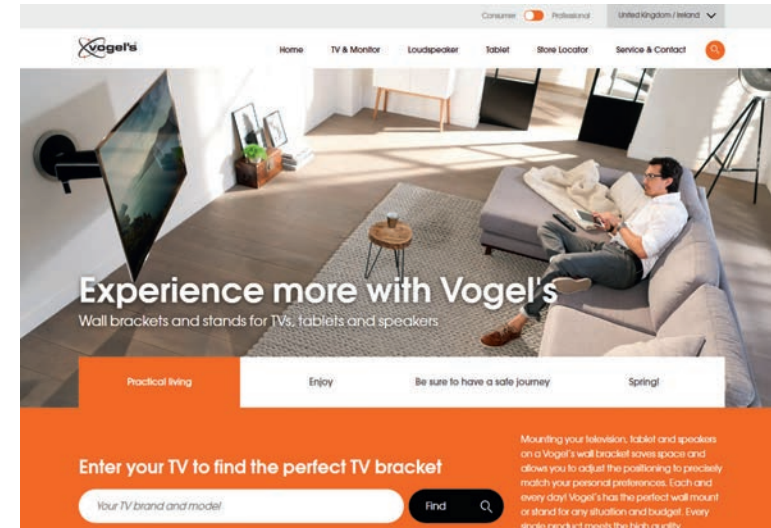 Consumer Professional United Kingdom / Ireland
vogel's
Home TV & Monitor Loudspeaker Tablet Store Locator Service & Contact
Experience more with Vogel's
Wall brackets and stands for TVs, tablets and speakers
Practical living Enjoy Be sure to have a safe journey Spring!
Enter your TV to find the perfect TV bracket
Your TV brand and model Find
Mounting your television, tablet and speakers
on a Vogel's wall bracket saves space and
allows you to adjust the positioning to precisely
match your personal preferences. Each and
every day! Vogel's has the perfect wall mount
or stand for any situation and budget. Every
single product meets the high quality